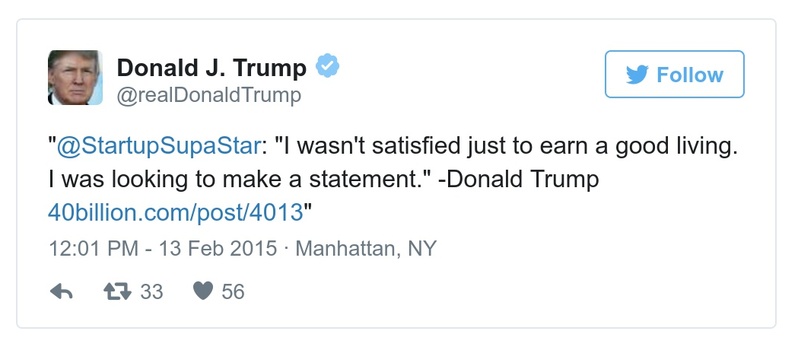 Donald J. Trump
@realDonaldTrump
Follow
"@StartupSupaStar: "I wasn't satisfied just to earn a good living.
I was looking to make a statement." -Donald Trump
40billion.com/post/4013"
12:01 PM - 13 Feb 2015 · Manhattan, NY
33 56